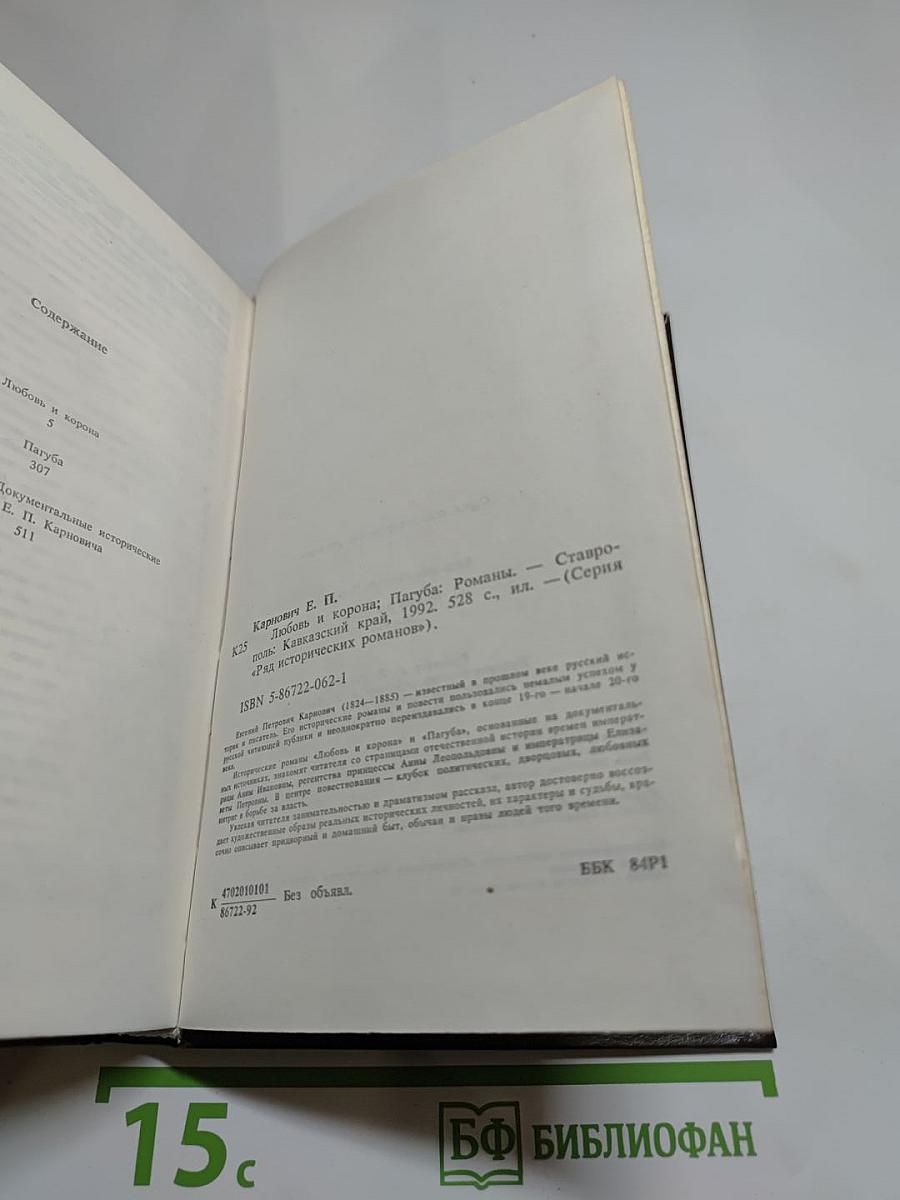 Содержание
Любовь и корона
5
Пагуба
307
Документальные исторические
Е. П. Карновича
511
Карнович Е. П.
К25 Любовь и корона; Пагуба: Романы. — Ставро-
поль: Кавказский край, 1992. 528 с., ил. — (Серия
«Ряд исторических романов»).
ISBN 5-86722-062-1
Евгений Петрович Карнович (1824—1885) — известный в прошлом веке русский ис-
торик и писатель. Его исторические романы и повести пользовались немалым успехом у
русской читающей публики и неоднократно переиздавались в конце 19-го — начале 20-го
века.
Исторические романы «Любовь и корона» и «Пагуба», основанные на документаль-
ных источниках, знакомят читателя со страницами отечественной истории времен императ-
рицы Анны Ивановны, регентства принцессы Анны Леопольдовны и императрицы Елиза-
веты Петровны. В центре повествования — клубок политических, дворцовых, любовных
интриг в борьбе за власть.
Увлекая читателя занимательностью и драматизмом рассказа, автор достоверно воссоз-
дает художественные образы реальных исторических личностей, их характеры и судьбы, кра-
сочно описывает придворный и домашний быт, обычаи и нравы людей того времени.
К 4702010101 Без объявл.
86722-92
ББК 84Р1
15с
БФ БИБЛИОФАН